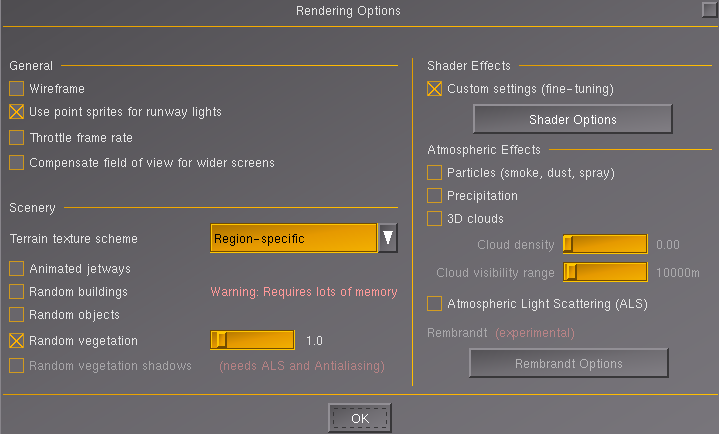 Rendering Options
General
Wireframe
Use point sprites for runway lights
Throttle frame rate
Compensate field of view for wider screens
Scenery
Terrain texture scheme Region-specific
Animated jetways
Random buildings Warning: Requires lots of memory
Random objects
Random vegetation 1.0
Random vegetation shadows (needs ALS and Antialiasing)
Shader Effects
Custom settings (fine-tuning)
Shader Options
Atmospheric Effects
Particles (smoke, dust, spray)
Precipitation
3D clouds
Cloud density 0.00
Cloud visibility range 10000m
Atmospheric Light Scattering (ALS)
Rembrandt (experimental)
Rembrandt Options
OK